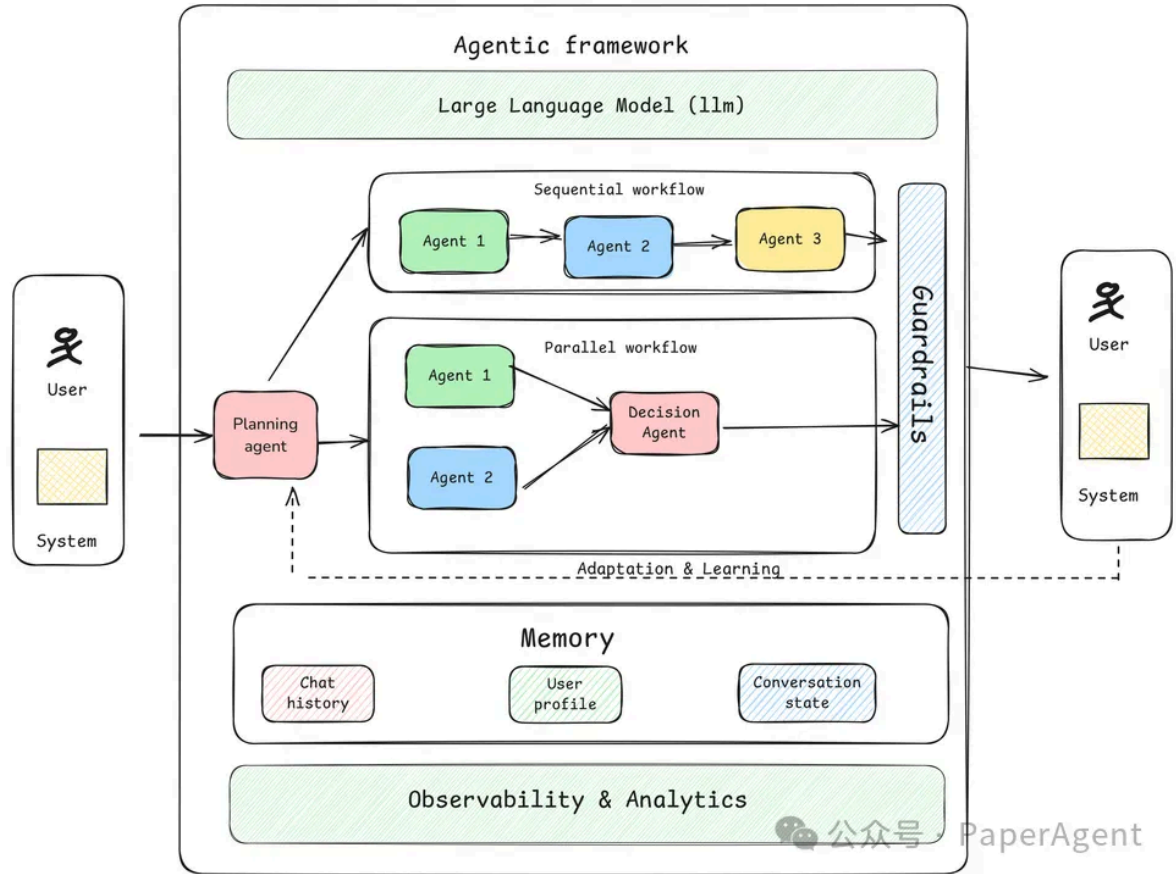 Agentic framework
Large Language Model (llm)
Sequential workflow
Agent 1
Agent 2
Agent 3
Guardrails
Parallel workflow
Agent 1
Agent 2
Decision
Agent
Planning
agent
User
System
User
System
Adaptation & Learning
Memory
Chat
history
User
profile
Conversation
state
Observability & Analytics
公众号 · PaperAgent